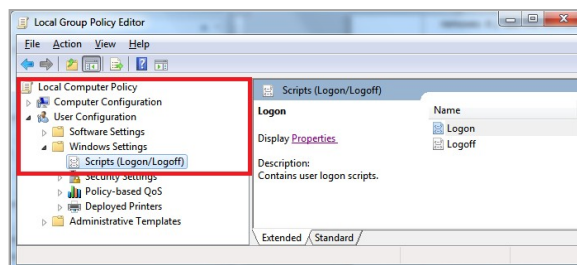 Local Group Policy Editor
File Action View Help
Local Computer Policy
Computer Configuration
User Configuration
Software Settings
Windows Settings
Scripts (Logon/Logoff)
Security Settings
Policy-based QoS
Deployed Printers
Administrative Templates
Scripts (Logon/Logoff)
Logon
Display Properties
Description:
Contains user logon scripts.
Name
Logon
Logoff
Extended Standard